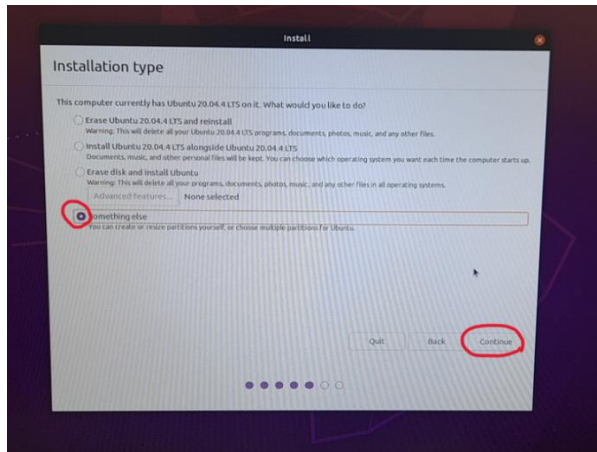 Install
Installation type
This computer currently has Ubuntu 20.04.4 LTS on it. What would you like to do?
Erase Ubuntu 20.04.4 LTS and reinstall
Warning: This will delete all your Ubuntu 20.04.4 LTS programs, documents, photos, music, and any other files.
Install Ubuntu 20.04.4 LTS alongside Ubuntu 20.04.4 LTS
Documents, music, and other personal files will be kept. You can choose which operating system you want each time the computer starts up.
Erase disk and install Ubuntu
Warning: This will delete all your programs, documents, photos, music, and any other files in all operating systems.
Advanced features... None selected
Something else
You can create or resize partitions yourself, or choose multiple partitions for Ubuntu.
Quit Back Continue